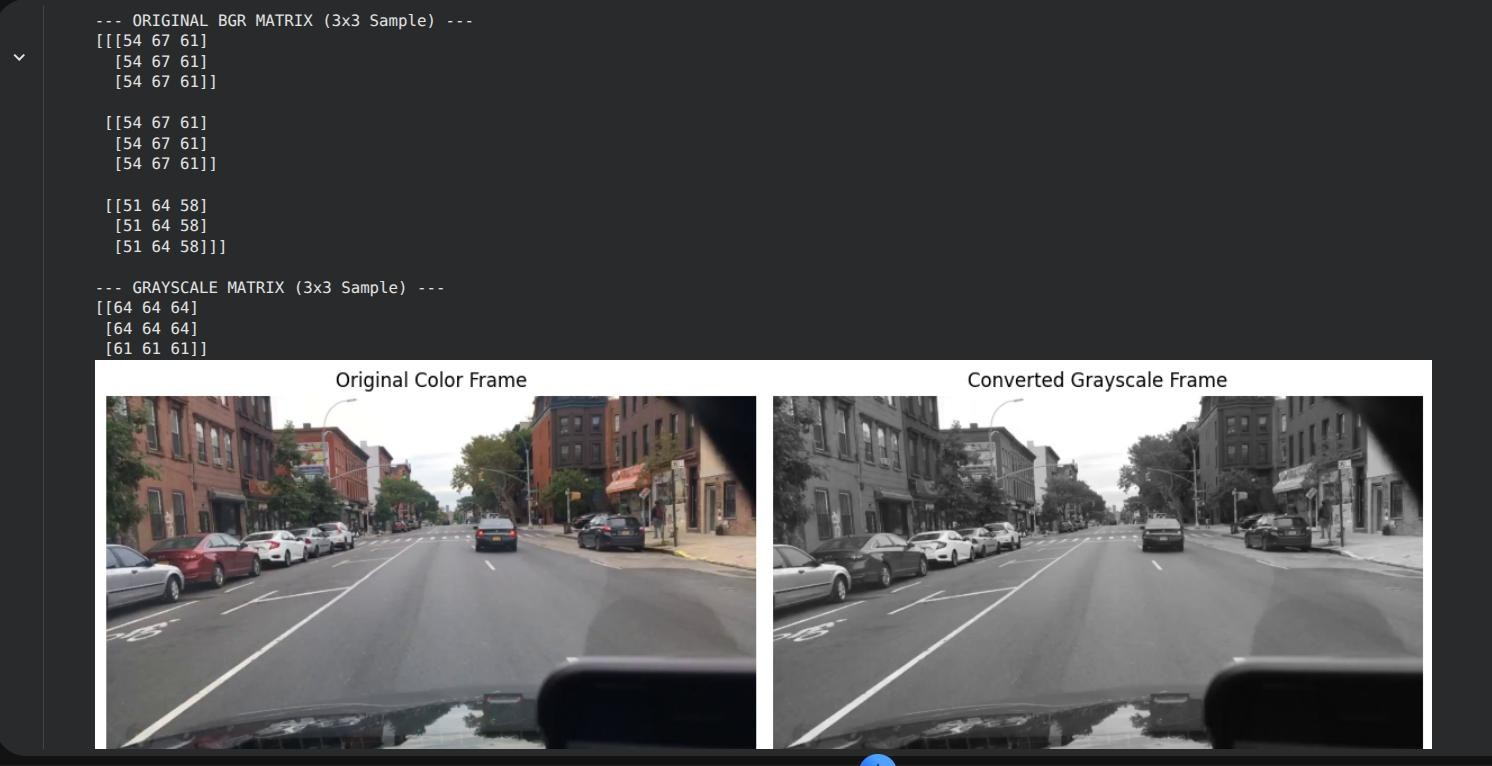 --- ORIGINAL BGR MATRIX (3x3 Sample) ---
[[[54 67 61]
  [54 67 61]
  [54 67 61]]

 [[54 67 61]
  [54 67 61]
  [54 67 61]]

 [[51 64 58]
  [51 64 58]
  [51 64 58]]]

--- GRAYSCALE MATRIX (3x3 Sample) ---
[[64 64 64]
 [64 64 64]
 [61 61 61]]
Original Color Frame
Converted Grayscale Frame